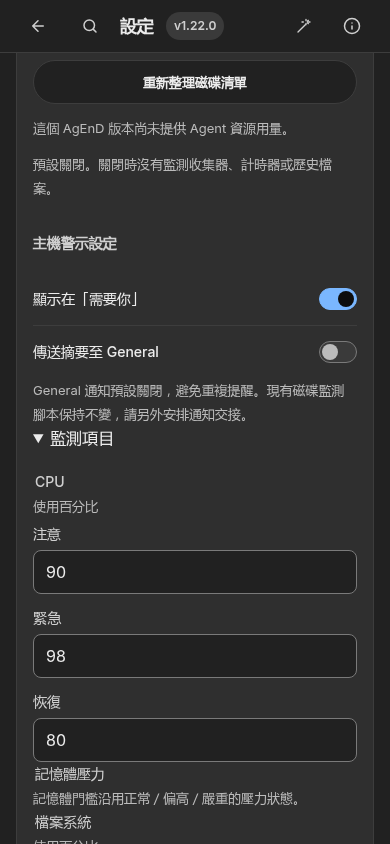 設定 v1.22.0
重新整理磁碟清單
這個 AgEnD 版本尚未提供 Agent 資源用量。
預設關閉。關閉時沒有監測收集器、計時器或歷史檔
案。
主機警示設定
顯示在「需要你」
傳送摘要至 General
General 通知預設關閉，避免重複提醒。現有磁碟監測
腳本保持不變，請另外安排通知交接。
▼ 監測項目
CPU
使用百分比
注意
90
緊急
98
恢復
80
記憶體壓力
記憶體門檻沿用正常 / 偏高 / 嚴重的壓力狀態。
檔案系統